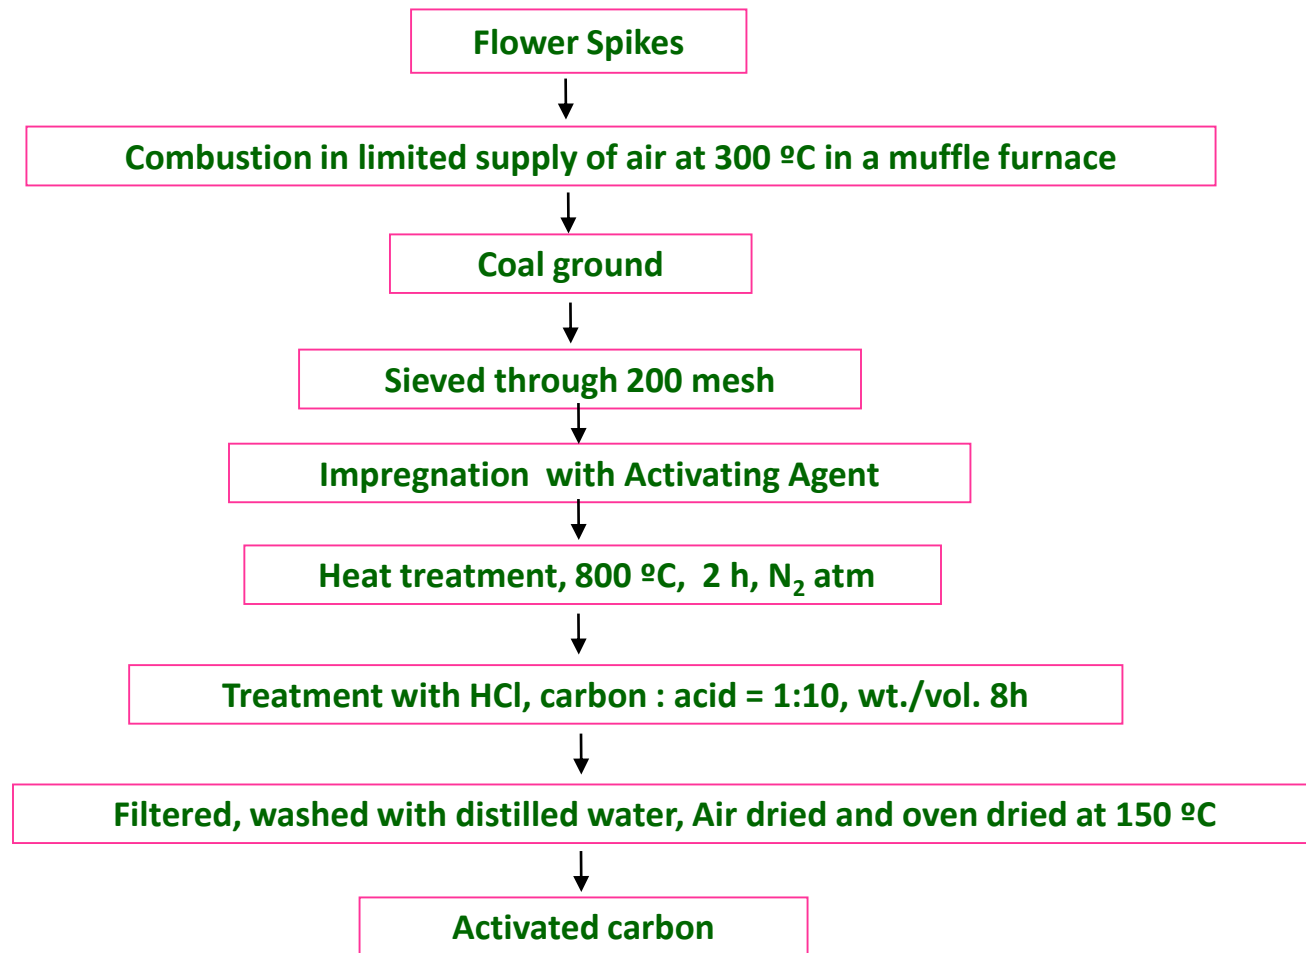 Flower Spikes
Combustion in limited supply of air at 300 ºC in a muffle furnace
Coal ground
Sieved through 200 mesh
Impregnation  with Activating Agent
Heat treatment, 800 ºC,  2 h, N₂ atm
Treatment with HCl, carbon : acid = 1:10, wt./vol. 8h
Filtered, washed with distilled water, Air dried and oven dried at 150 ºC
Activated carbon